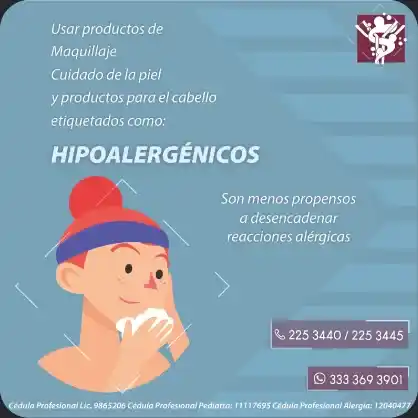 Usar productos de
Maquillaje
Cuidado de la piel
y productos para el cabello
etiquetados como:
HIPOALERGÉNICOS
Son menos propensos
a desencadenar
reacciones alérgicas
225 3440 / 225 3445
333 369 3901
Cédula Profesional Lic. 9865206 Cédula Profesional Pediatra: 11117695 Cédula Profesional Alergia: 12040477